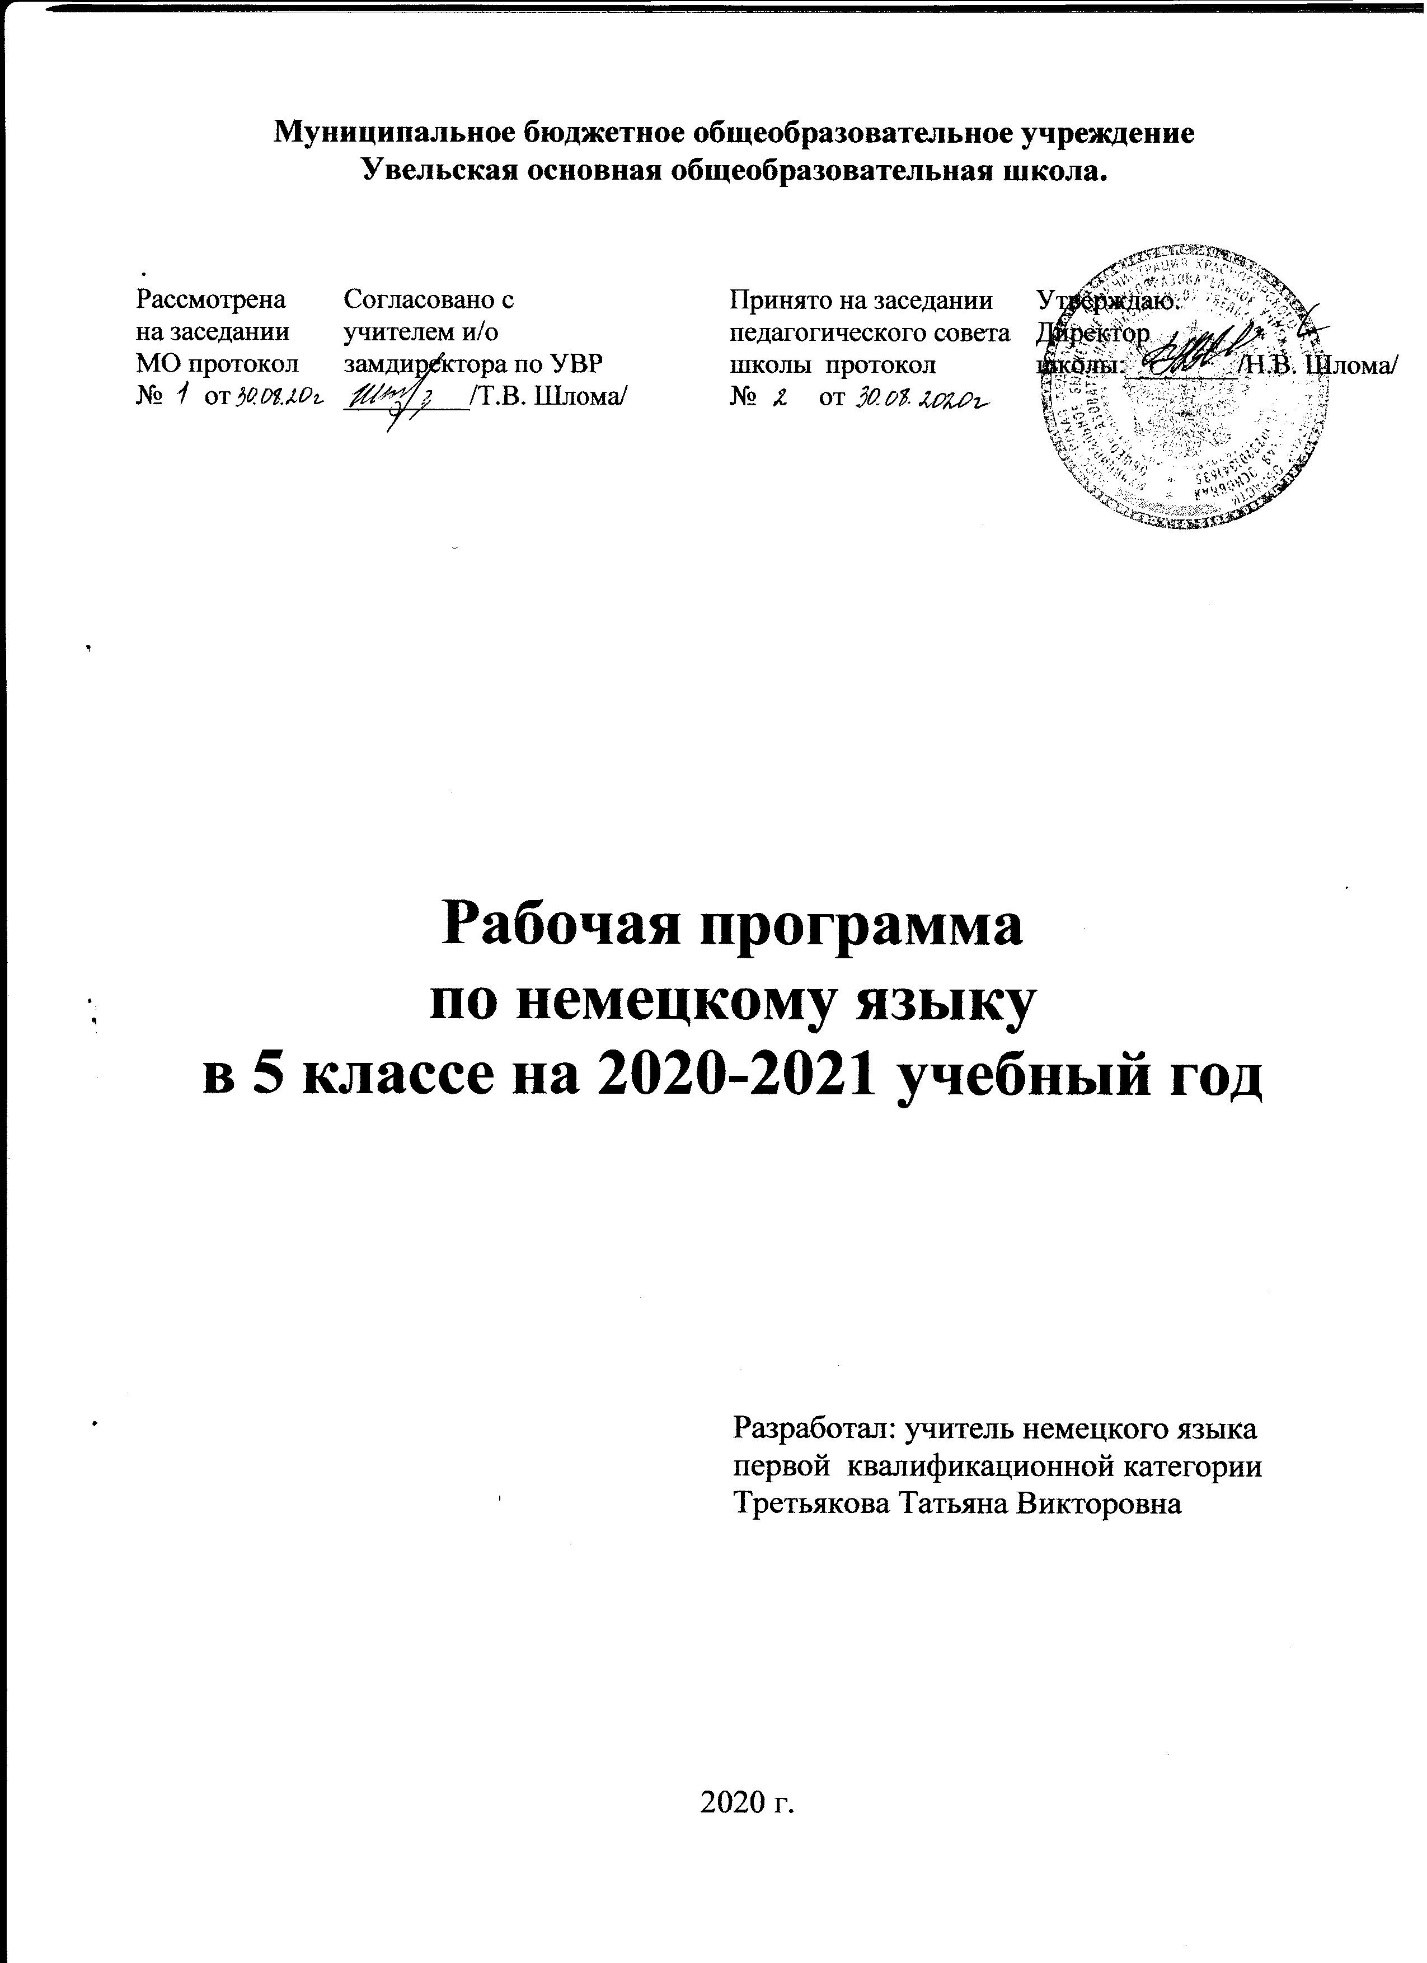 Муниципальное бюджетное общеобразовательное учреждение
Увельская основная общеобразовательная школа.
Рассмотрена
на заседании
МО протокол
№ 1 от 30.08.20г
Согласовано с
учителем и/о
замдиректора по УВР
/Т.В. Шлома/
Принято на заседании
педагогического совета
школы протокол
№ 2 от 30.08.2020г
Утверждаю:
Директор
школы: /Н.В. Шлома/
Рабочая программа
по немецкому языку
в 5 классе на 2020-2021 учебный год
Разработал: учитель немецкого языка
первой квалификационной категории
Третьякова Татьяна Викторовна
2020 г.